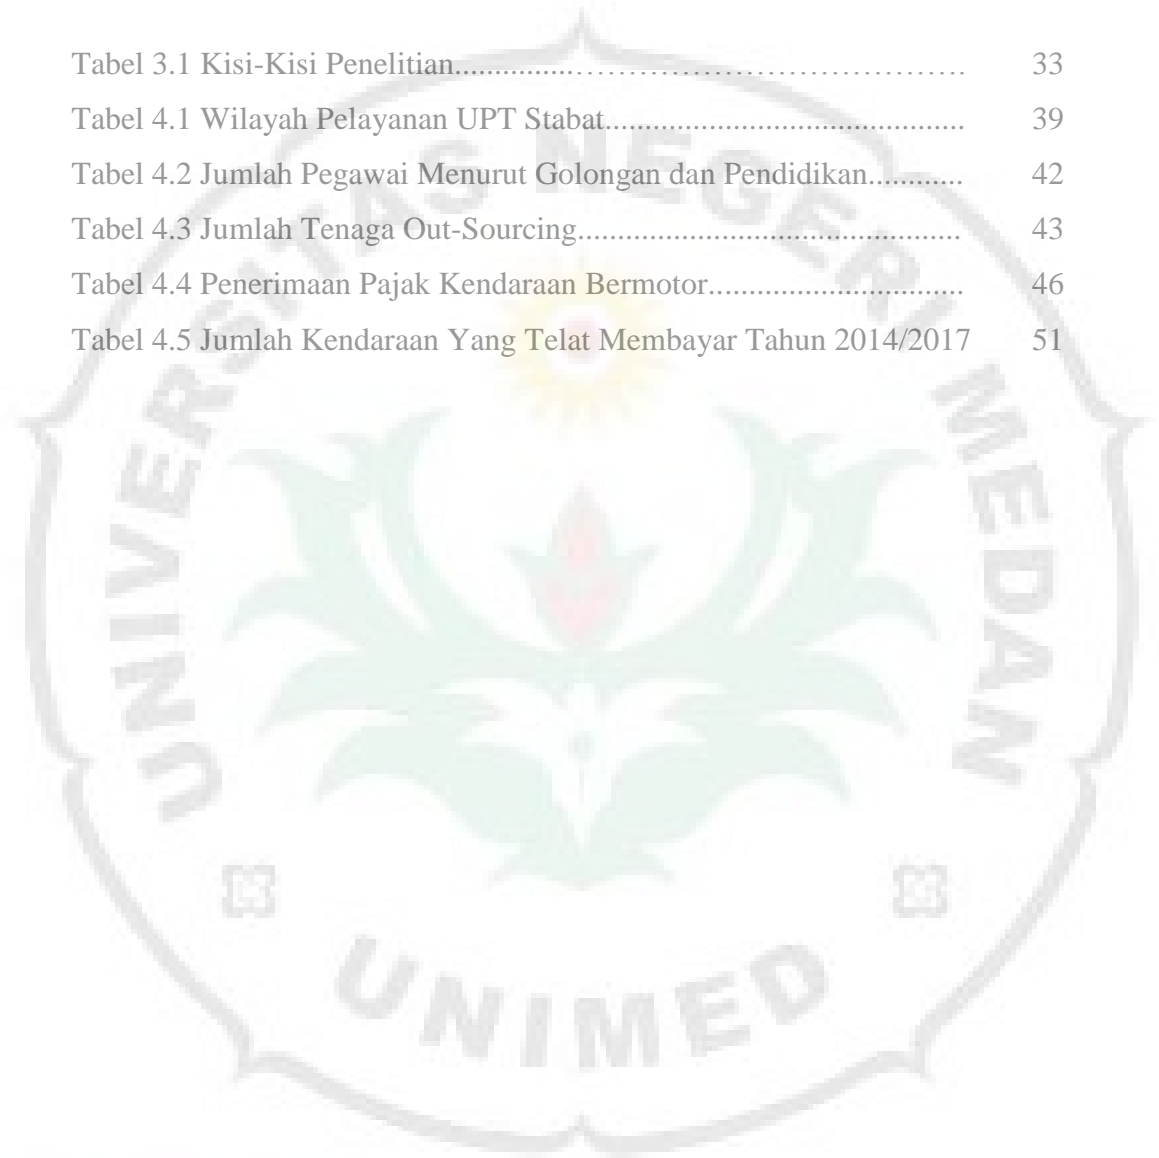 Tabel 3.1 Kisi-Kisi Penelitian...............……………………………… 33
Tabel 4.1 Wilayah Pelayanan UPT Stabat............................................. 39
Tabel 4.2 Jumlah Pegawai Menurut Golongan dan Pendidikan............ 42
Tabel 4.3 Jumlah Tenaga Out-Sourcing............................................... 43
Tabel 4.4 Penerimaan Pajak Kendaraan Bermotor............................... 46
Tabel 4.5 Jumlah Kendaraan Yang Telat Membayar Tahun 2014/2017 51
UNIVERSITAS NEGERI MEDAN
UNIMED